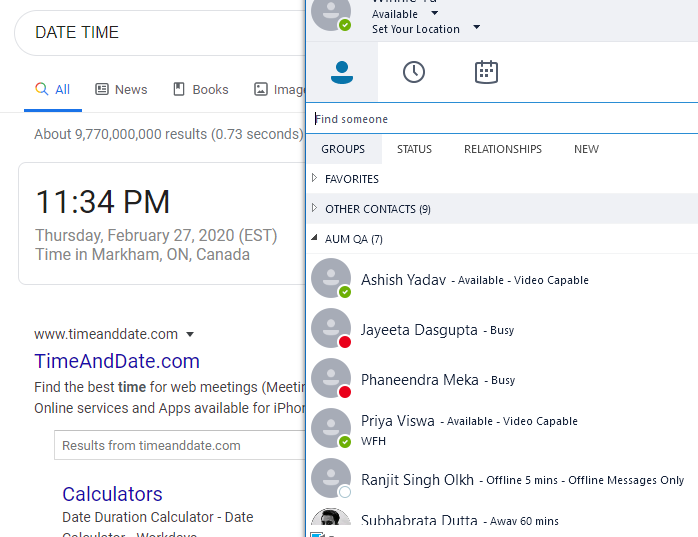 DATE TIME
All
News
Books
About 9,770,000,000 results (0.73 seconds)
11:34 PM
Thursday, February 27, 2020 (EST)
Time in Markham, ON, Canada
www.timeanddate.com
TimeAndDate.com
Find the best time for web meetings
Online services and Apps available for
Results from timeanddate.com
Calculators
Date Duration Calculator - Date
Available
Set Your Location
Find someone
GROUPS STATUS RELATIONSHIPS NEW
FAVORITES
OTHER CONTACTS (9)
AUM QA (7)
Ashish Yadav - Available - Video Capable
Jayeeta Dasgupta - Busy
Phaneendra Meka - Busy
Priya Viswa - Available - Video Capable
WFH
Ranjit Singh Olkh - Offline 5 mins - Offline Messages Only
Subhabrata Dutta - Away 60 mins